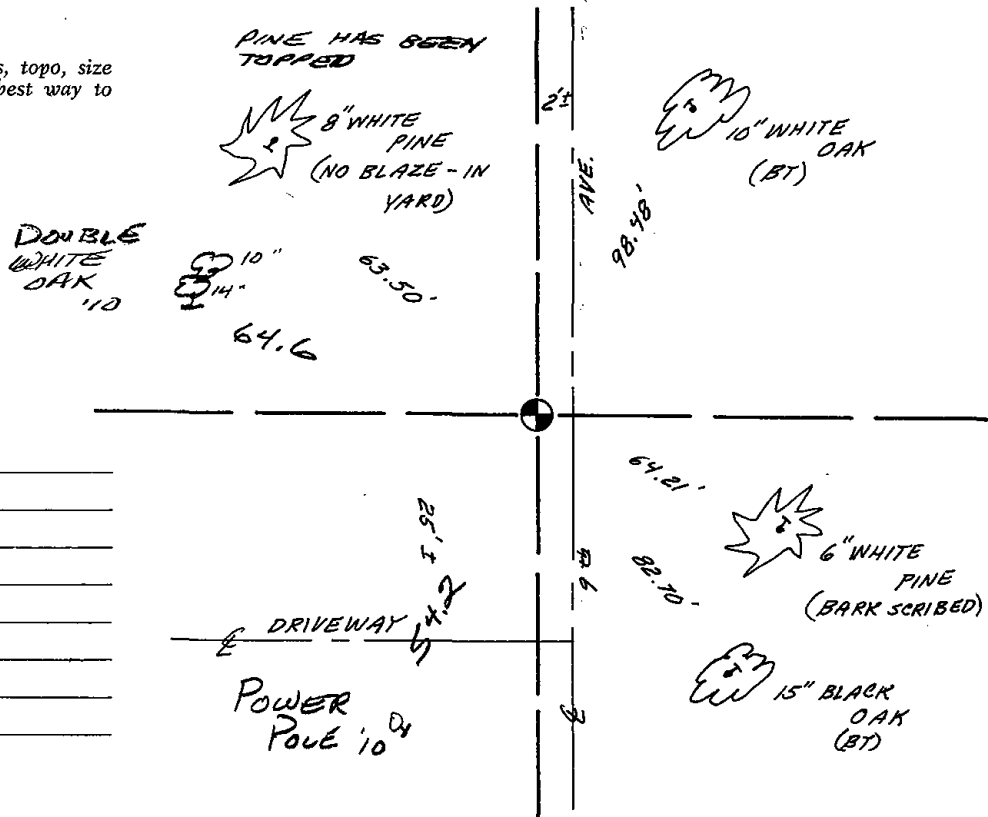 PINE HAS BEEN
TOPPED
s, topo, size
best way to
8" WHITE
PINE
(NO BLAZE - IN
YARD)
2'±
10" WHITE
OAK
(BT)
AVE.
98.48'
DOUBLE
WHITE
OAK
'10
10"
14"
63.50'
64.6
64.21'
6" WHITE
PINE
(BARK SCRIBED)
25' ±
54.2
82.70'
DRIVEWAY
15" BLACK
OAK
(BT)
POWER
POLE '10